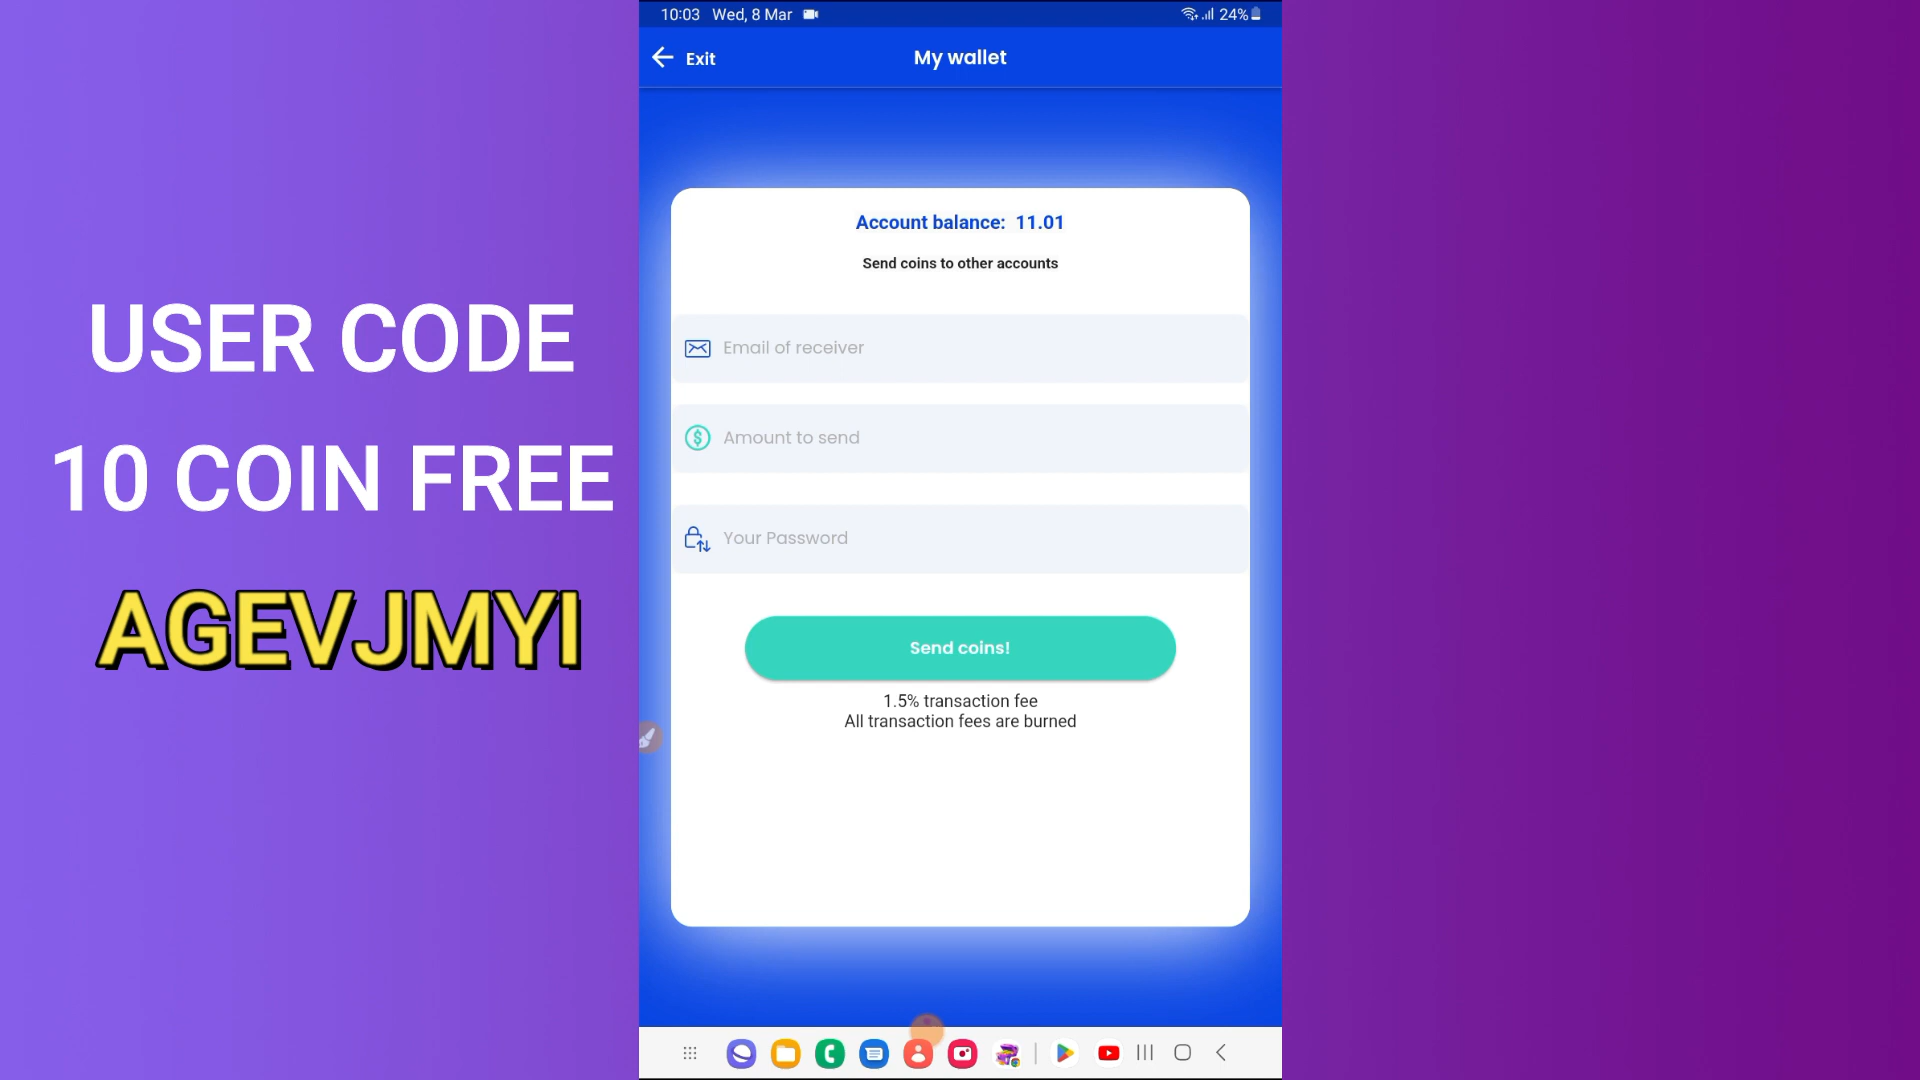 10:03 Wed, 8 Mar
24%
Exit
My wallet
Account balance: 11.01
Send coins to other accounts
Email of receiver
Amount to send
Your Password
Send coins!
1.5% transaction fee
All transaction fees are burned
USER CODE
10 COIN FREE
AGEVJMYI